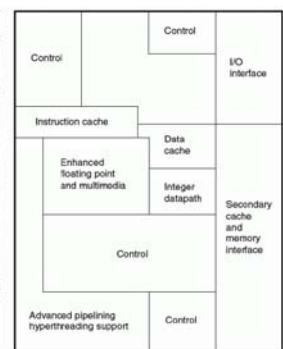 Control
Control
I/O
interface
Instruction cache
Data
cache
Enhanced
floating point
and multimedia
Integer
datapath
Secondary
cache
and
memory
interface
Control
Advanced pipelining
hyperthreading support
Control